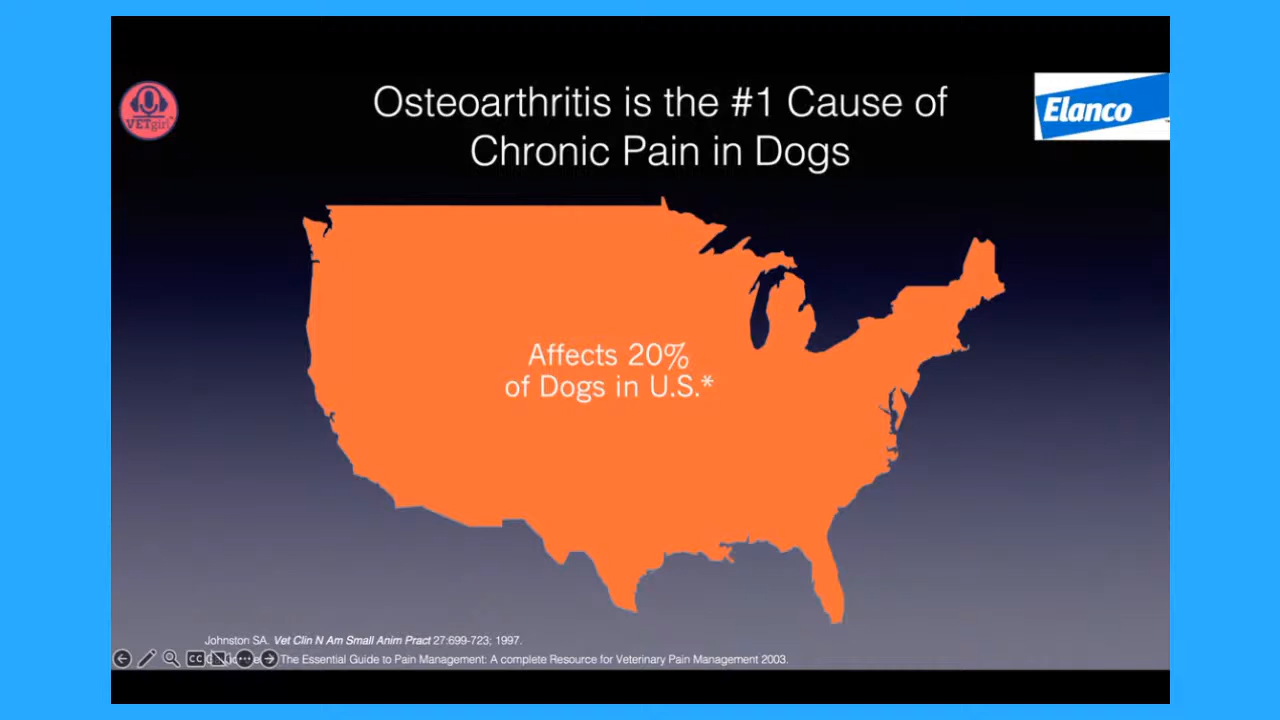 Osteoarthritis is the #1 Cause of
Chronic Pain in Dogs
VETgirl
Elanco
Affects 20%
of Dogs in U.S.*
Johnston SA. Vet Clin N Am Small Anim Pract 27:699-723; 1997.
CC
The Essential Guide to Pain Management: A complete Resource for Veterinary Pain Management 2003.